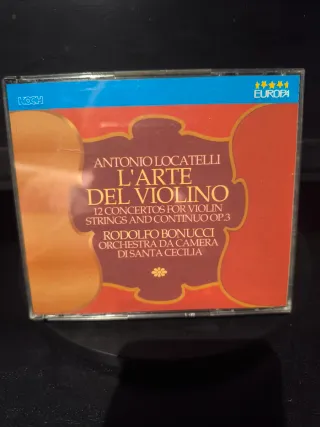 KOCH
EUROPA
ANTONIO LOCATELLI
L'ARTE
DEL VIOLINO
12 CONCERTOS FOR VIOLIN
STRINGS AND CONTINUO OP.3
RODOLFO BONUCCI
ORCHESTRA DA CAMERA
DI SANTA CECILIA